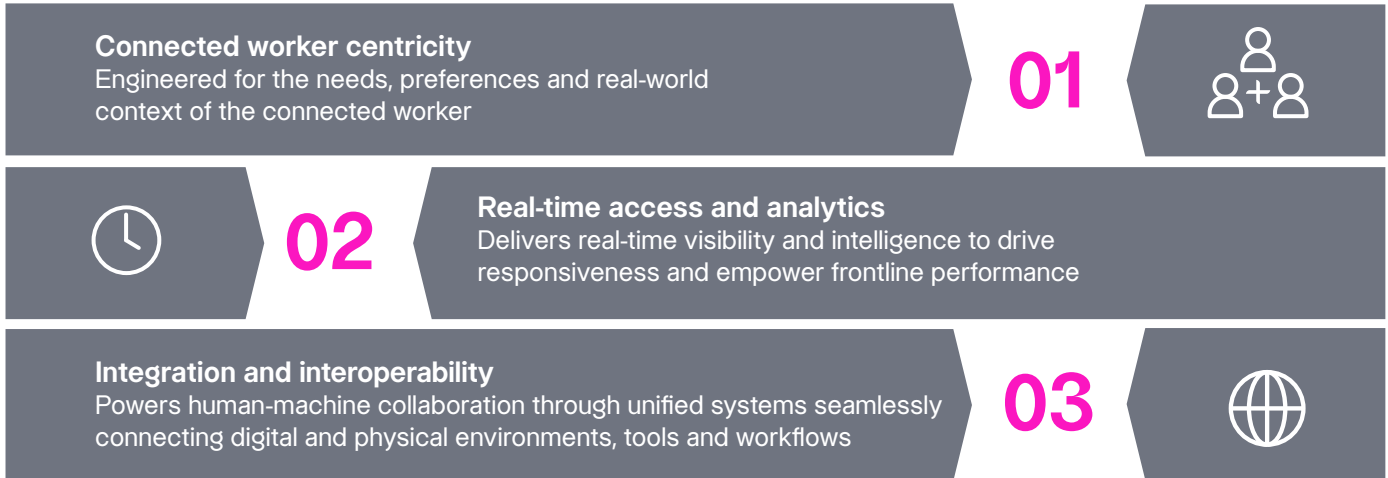 Connected worker centricity
Engineered for the needs, preferences and real-world
context of the connected worker
01
02
Real-time access and analytics
Delivers real-time visibility and intelligence to drive
responsiveness and empower frontline performance
Integration and interoperability
Powers human-machine collaboration through unified systems seamlessly
connecting digital and physical environments, tools and workflows
03